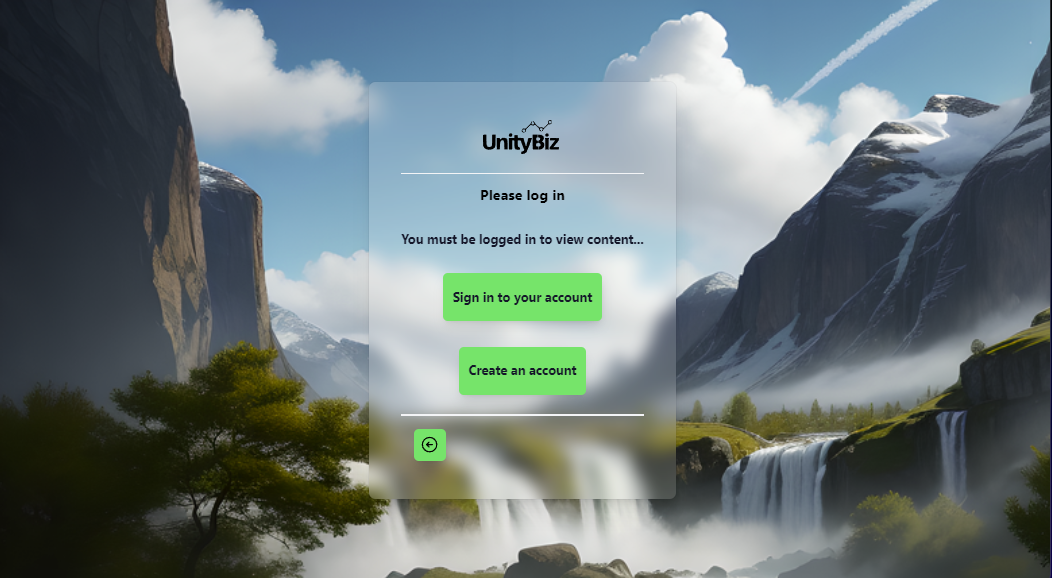 UnityBiz
Please log in
You must be logged in to view content...
Sign in to your account
Create an account